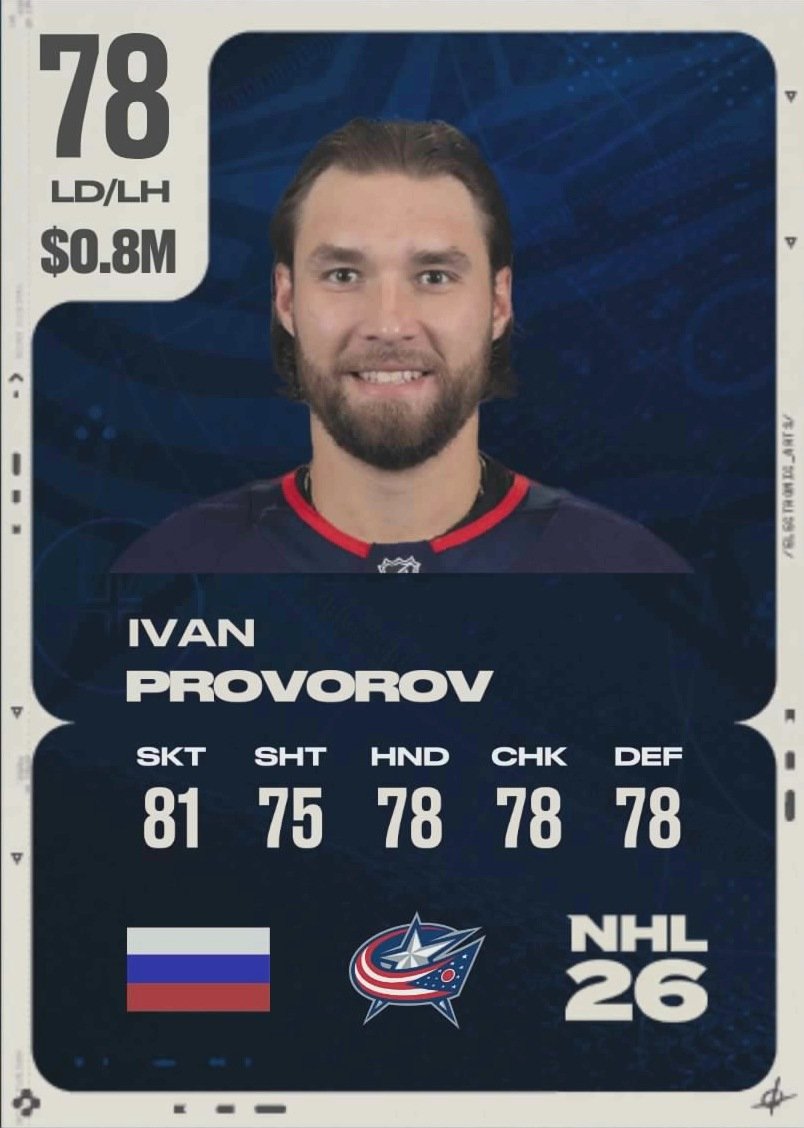 78
LD/LH
$0.8M
IVAN
PROVOROV
SKT SHT HND CHK DEF
81 75 78 78 78
NHL
26
/ELECTRONIC_ARTS/